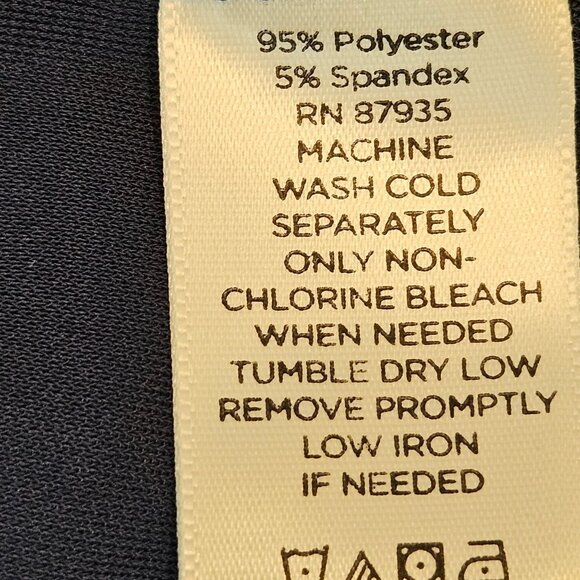 95% Polyester
5% Spandex
RN 87935
MACHINE
WASH COLD
SEPARATELY
ONLY NON-
CHLORINE BLEACH
WHEN NEEDED
TUMBLE DRY LOW
REMOVE PROMPTLY
LOW IRON
IF NEEDED